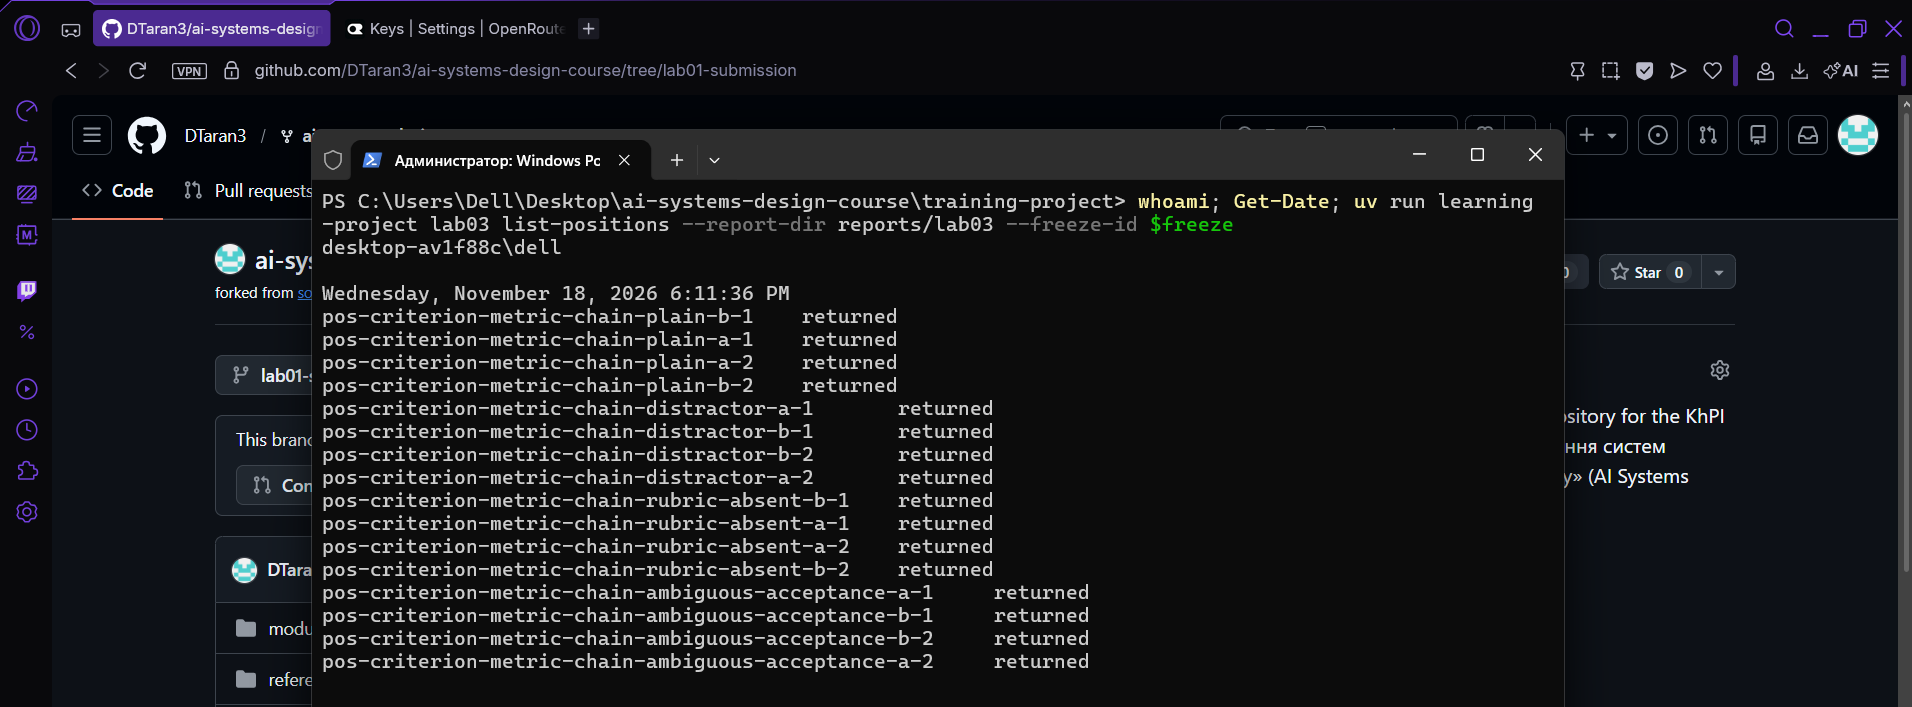 DTaran3/ai-systems-design
Keys | Settings | OpenRoute
VPN
github.com/DTaran3/ai-systems-design-course/tree/lab01-submission
AI
DTaran3 /
Code
Pull requests
Администратор: Windows Po
PS C:\Users\Dell\Desktop\ai-systems-design-course\training-project> whoami; Get-Date; uv run learning
-project lab03 list-positions --report-dir reports/lab03 --freeze-id $freeze
desktop-av1f88c\dell
Wednesday, November 18, 2026 6:11:36 PM
pos-criterion-metric-chain-plain-b-1 returned
pos-criterion-metric-chain-plain-a-1 returned
pos-criterion-metric-chain-plain-a-2 returned
pos-criterion-metric-chain-plain-b-2 returned
pos-criterion-metric-chain-distractor-a-1 returned
pos-criterion-metric-chain-distractor-b-1 returned
pos-criterion-metric-chain-distractor-b-2 returned
pos-criterion-metric-chain-distractor-a-2 returned
pos-criterion-metric-chain-rubric-absent-b-1 returned
pos-criterion-metric-chain-rubric-absent-a-1 returned
pos-criterion-metric-chain-rubric-absent-a-2 returned
pos-criterion-metric-chain-rubric-absent-b-2 returned
pos-criterion-metric-chain-ambiguous-acceptance-a-1 returned
pos-criterion-metric-chain-ambiguous-acceptance-b-1 returned
pos-criterion-metric-chain-ambiguous-acceptance-b-2 returned
pos-criterion-metric-chain-ambiguous-acceptance-a-2 returned
ai-sys
forked from so
Star 0
lab01-s
This branc
Con
DTara
modu
refere
sitory for the KhPI
ння систем
y» (AI Systems